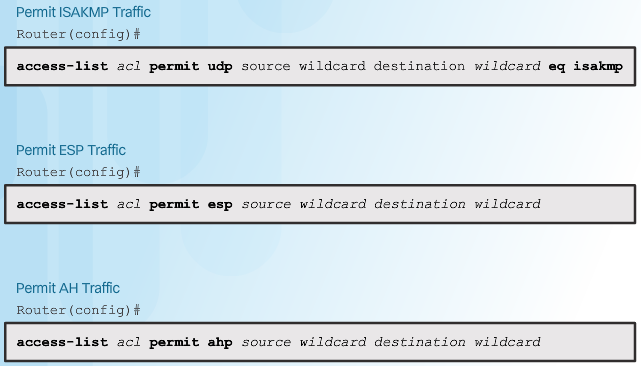 Permit ISAKMP Traffic
Router(config)#
access-list acl permit udp source wildcard destination wildcard eq isakmp
Permit ESP Traffic
Router(config)#
access-list acl permit esp source wildcard destination wildcard
Permit AH Traffic
Router(config)#
access-list acl permit ahp source wildcard destination wildcard